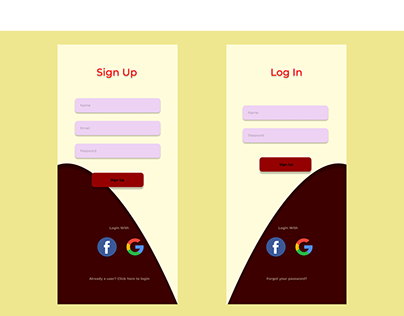 Sign Up
Name
Email
Password
Sign Up
Login With
Already a user? Click here to login
Log In
Name
Password
Sign Up
Login With
Forgot your password?